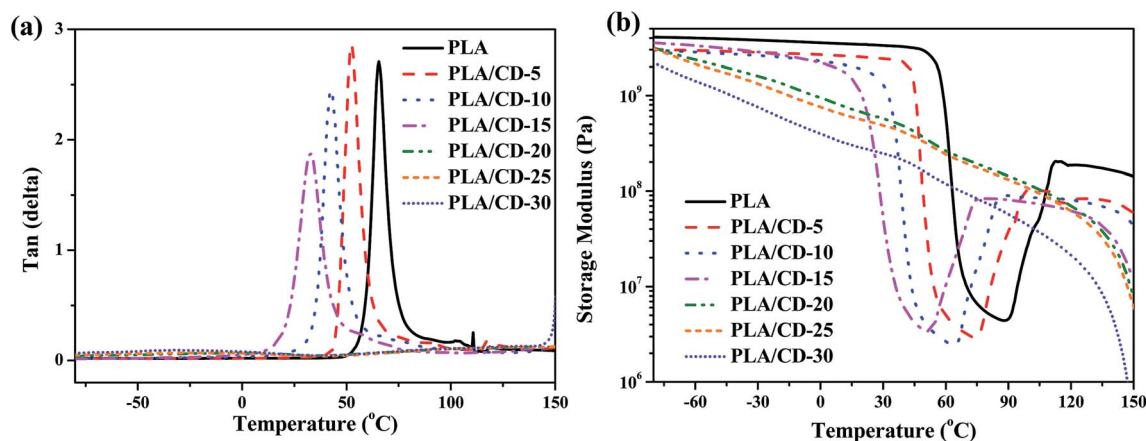 (a)
3
2
1
0
Tan (delta)
-50
0
50
100
150
Temperature (°C)
PLA
PLA/CD-5
PLA/CD-10
PLA/CD-15
PLA/CD-20
PLA/CD-25
PLA/CD-30
(b)
10⁹
10⁸
10⁷
10⁶
Storage Modulus (Pa)
-60
-30
0
30
60
90
120
150
Temperature (°C)
PLA
PLA/CD-5
PLA/CD-10
PLA/CD-15
PLA/CD-20
PLA/CD-25
PLA/CD-30